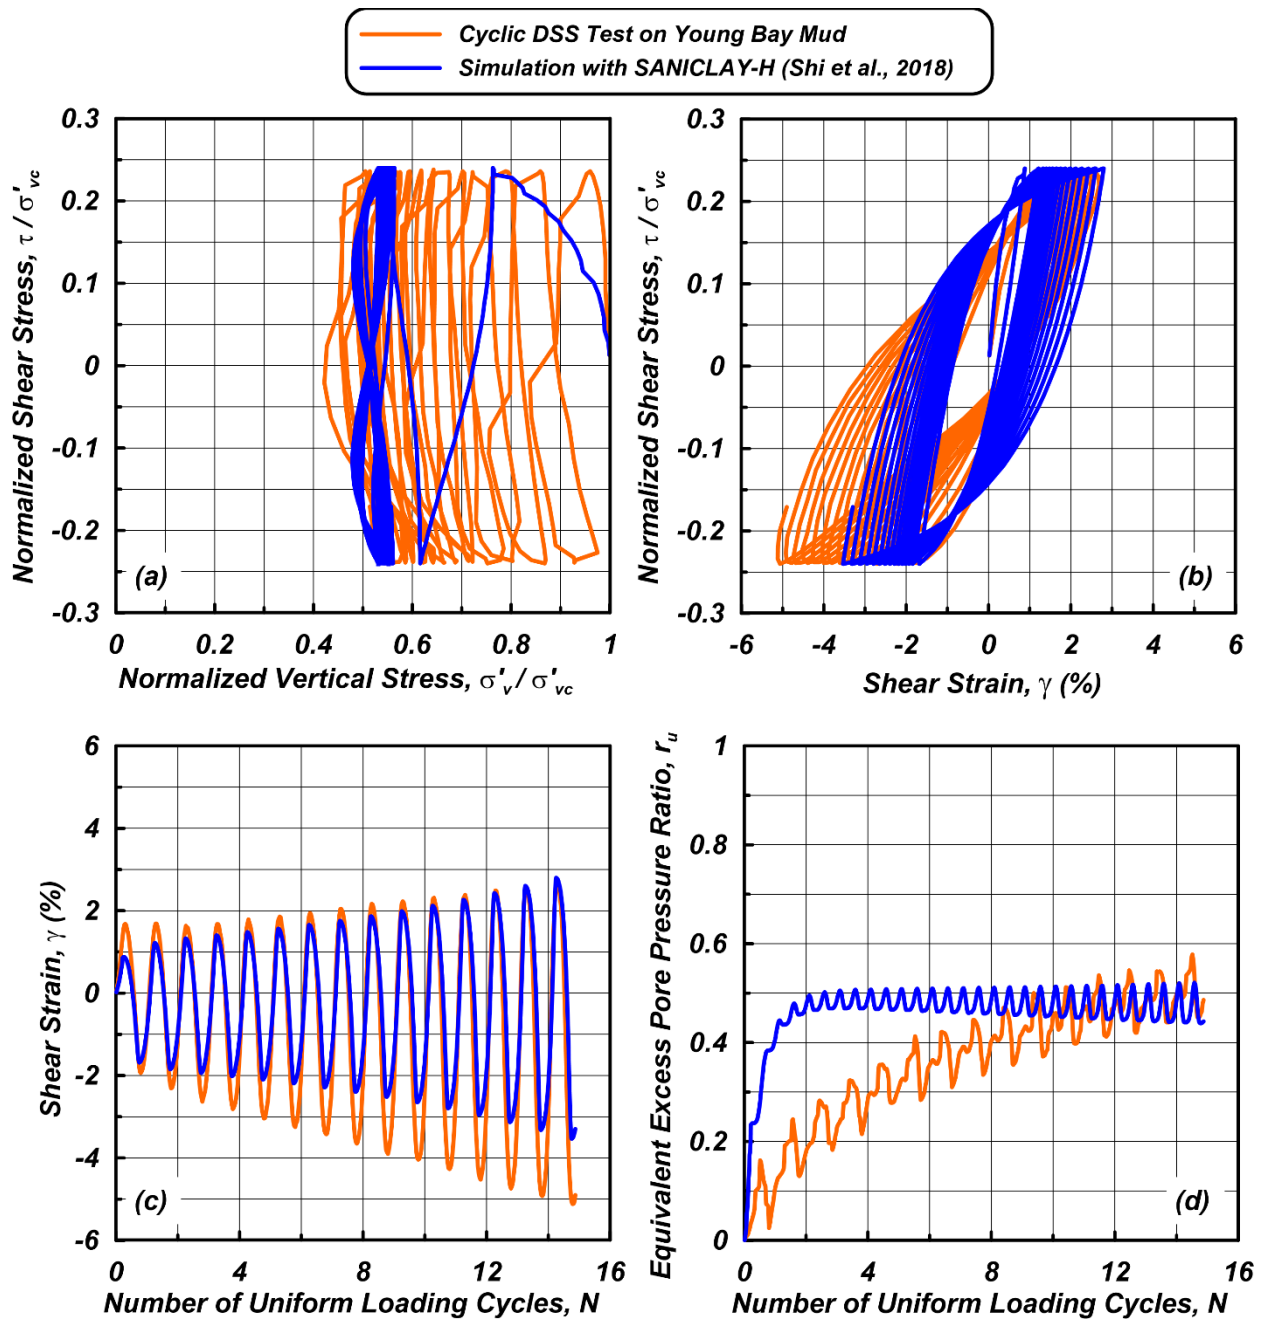 Cyclic DSS Test on Young Bay Mud
Simulation with SANICLAY-H (Shi et al., 2018)
Normalized Shear Stress, τ / σ'vc
0.3
0.2
0.1
0
-0.1
-0.2
-0.3
(a)
0 0.2 0.4 0.6 0.8 1
Normalized Vertical Stress, σ'v / σ'vc
Normalized Shear Stress, τ / σ'vc
0.3
0.2
0.1
0
-0.1
-0.2
-0.3
(b)
-6 -4 -2 0 2 4 6
Shear Strain, γ (%)
Shear Strain, γ (%)
6
4
2
0
-2
-4
-6
(c)
0 4 8 12 16
Number of Uniform Loading Cycles, N
Equivalent Excess Pore Pressure Ratio, ru
1
0.8
0.6
0.4
0.2
0
(d)
0 4 8 12 16
Number of Uniform Loading Cycles, N